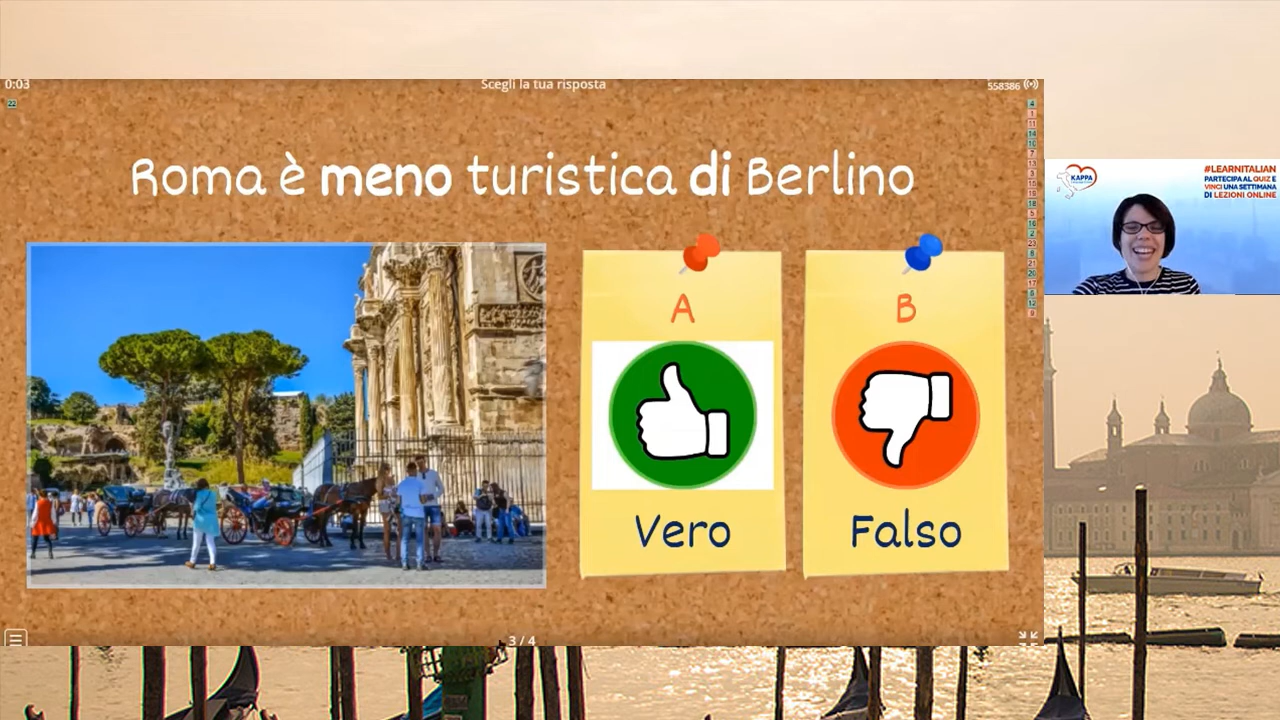 0:03
Scegli la tua risposta
558386
22
Roma è meno turistica di Berlino
A
Vero
B
Falso
3 / 4
KAPPA
#LEARNITALIAN
PARTECIPA AL QUIZ E
VINCI UNA SETTIMANA
DI LEZIONI ONLINE